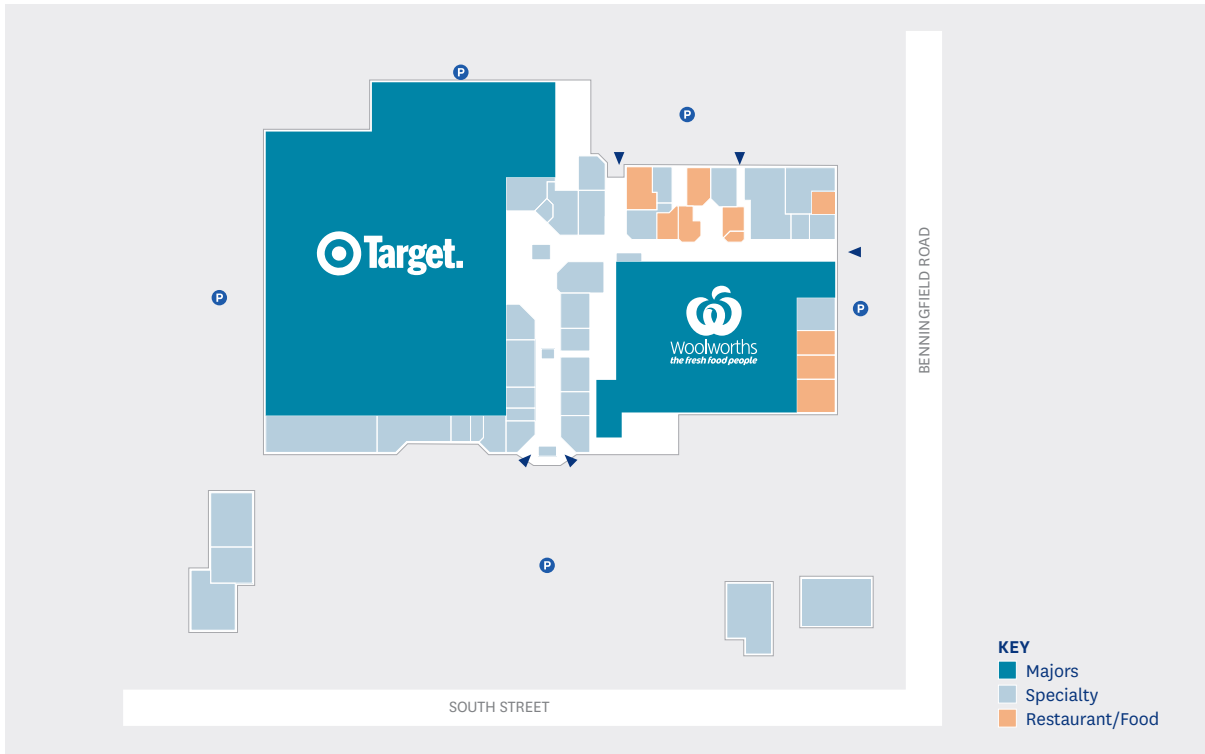 P
P
Target.
BENNINGFIELD ROAD
P
P
Woolworths
the fresh food people
P
KEY
Majors
Specialty
Restaurant/Food
SOUTH STREET